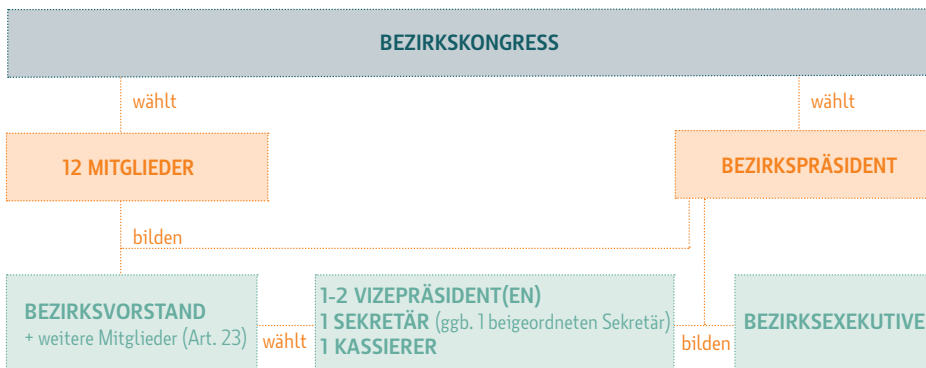 BEZIRKSKONGRESS
wählt
wählt
12 MITGLIEDER
BEZIRKSPRÄSIDENT
bilden
BEZIRKSVORSTAND
+ weitere Mitglieder (Art. 23)
wählt
1-2 VIZEPRÄSIDENT(EN)
1 SEKRETÄR (ggb. 1 beigeordneten Sekretär)
1 KASSIERER
bilden
BEZIRKSEXEKUTIVE